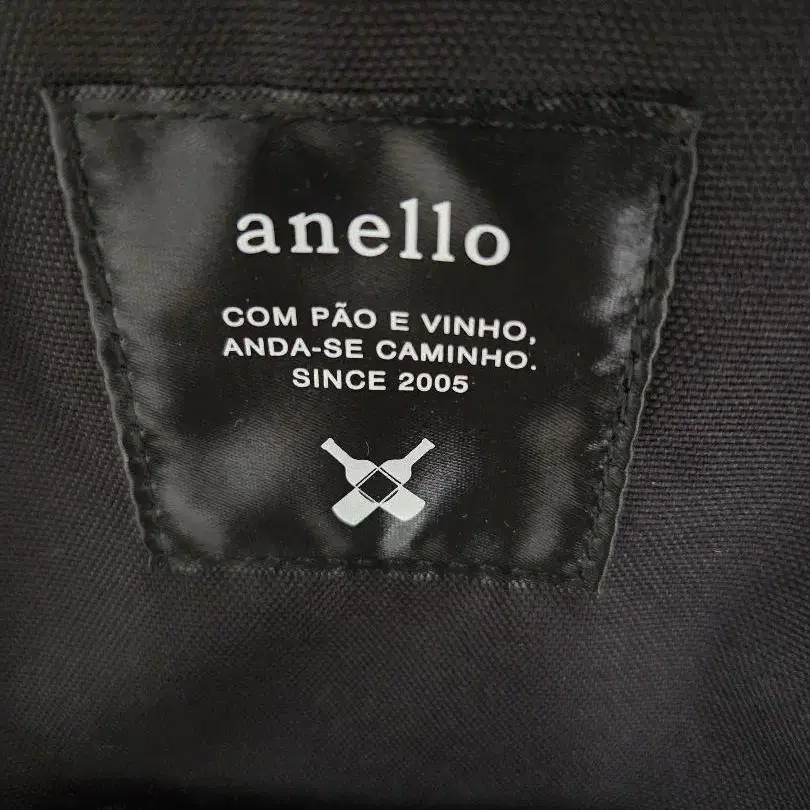 anello
COM PÃO E VINHO,
ANDA-SE CAMINHO.
SINCE 2005